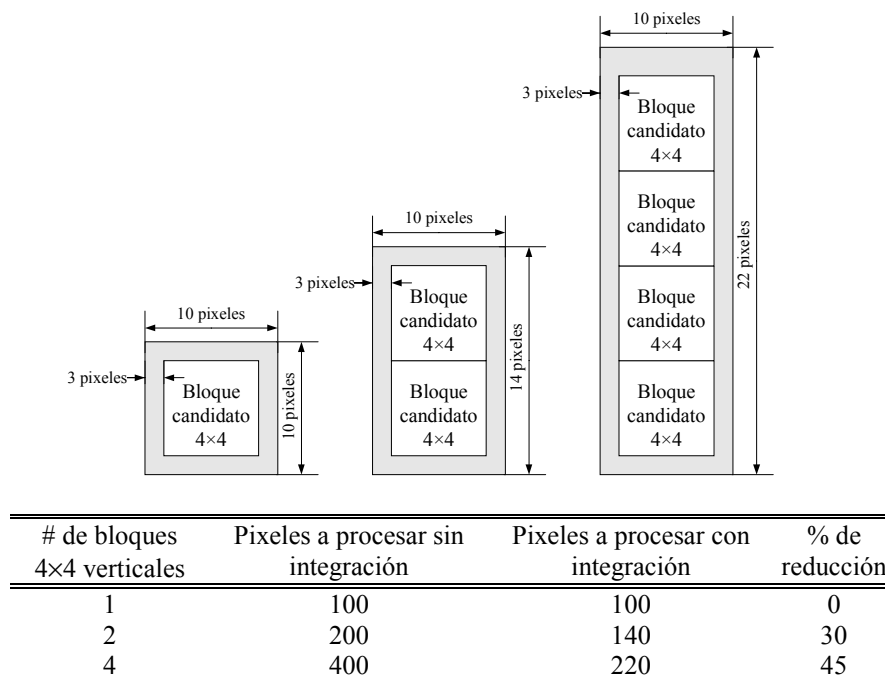 10 pixeles
3 pixeles
Bloque
candidato
4×4
10 pixeles
10 pixeles
3 pixeles
Bloque
candidato
4×4
Bloque
candidato
4×4
14 pixeles
10 pixeles
3 pixeles
Bloque
candidato
4×4
Bloque
candidato
4×4
Bloque
candidato
4×4
Bloque
candidato
4×4
22 pixeles
# de bloques 4×4 verticales
Pixeles a procesar sin integración
Pixeles a procesar con integración
% de reducción
1 100 100 0
2 200 140 30
4 400 220 45